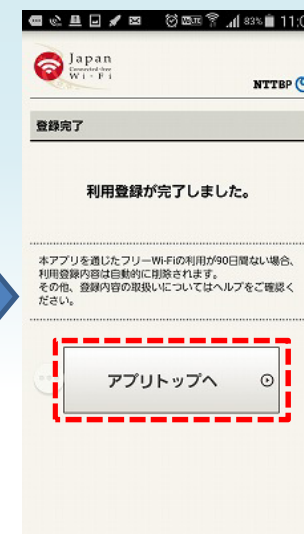 83% 11:0
Japan
Connected-free
Wi-Fi
NTTBP
登録完了
利用登録が完了しました。
本アプリを通じたフリーWi-Fiの利用が90日間ない場合、
利用登録内容は自動的に削除されます。
その他、登録内容の取扱いについてはヘルプをご確認く
ださい。
アプリトップへ